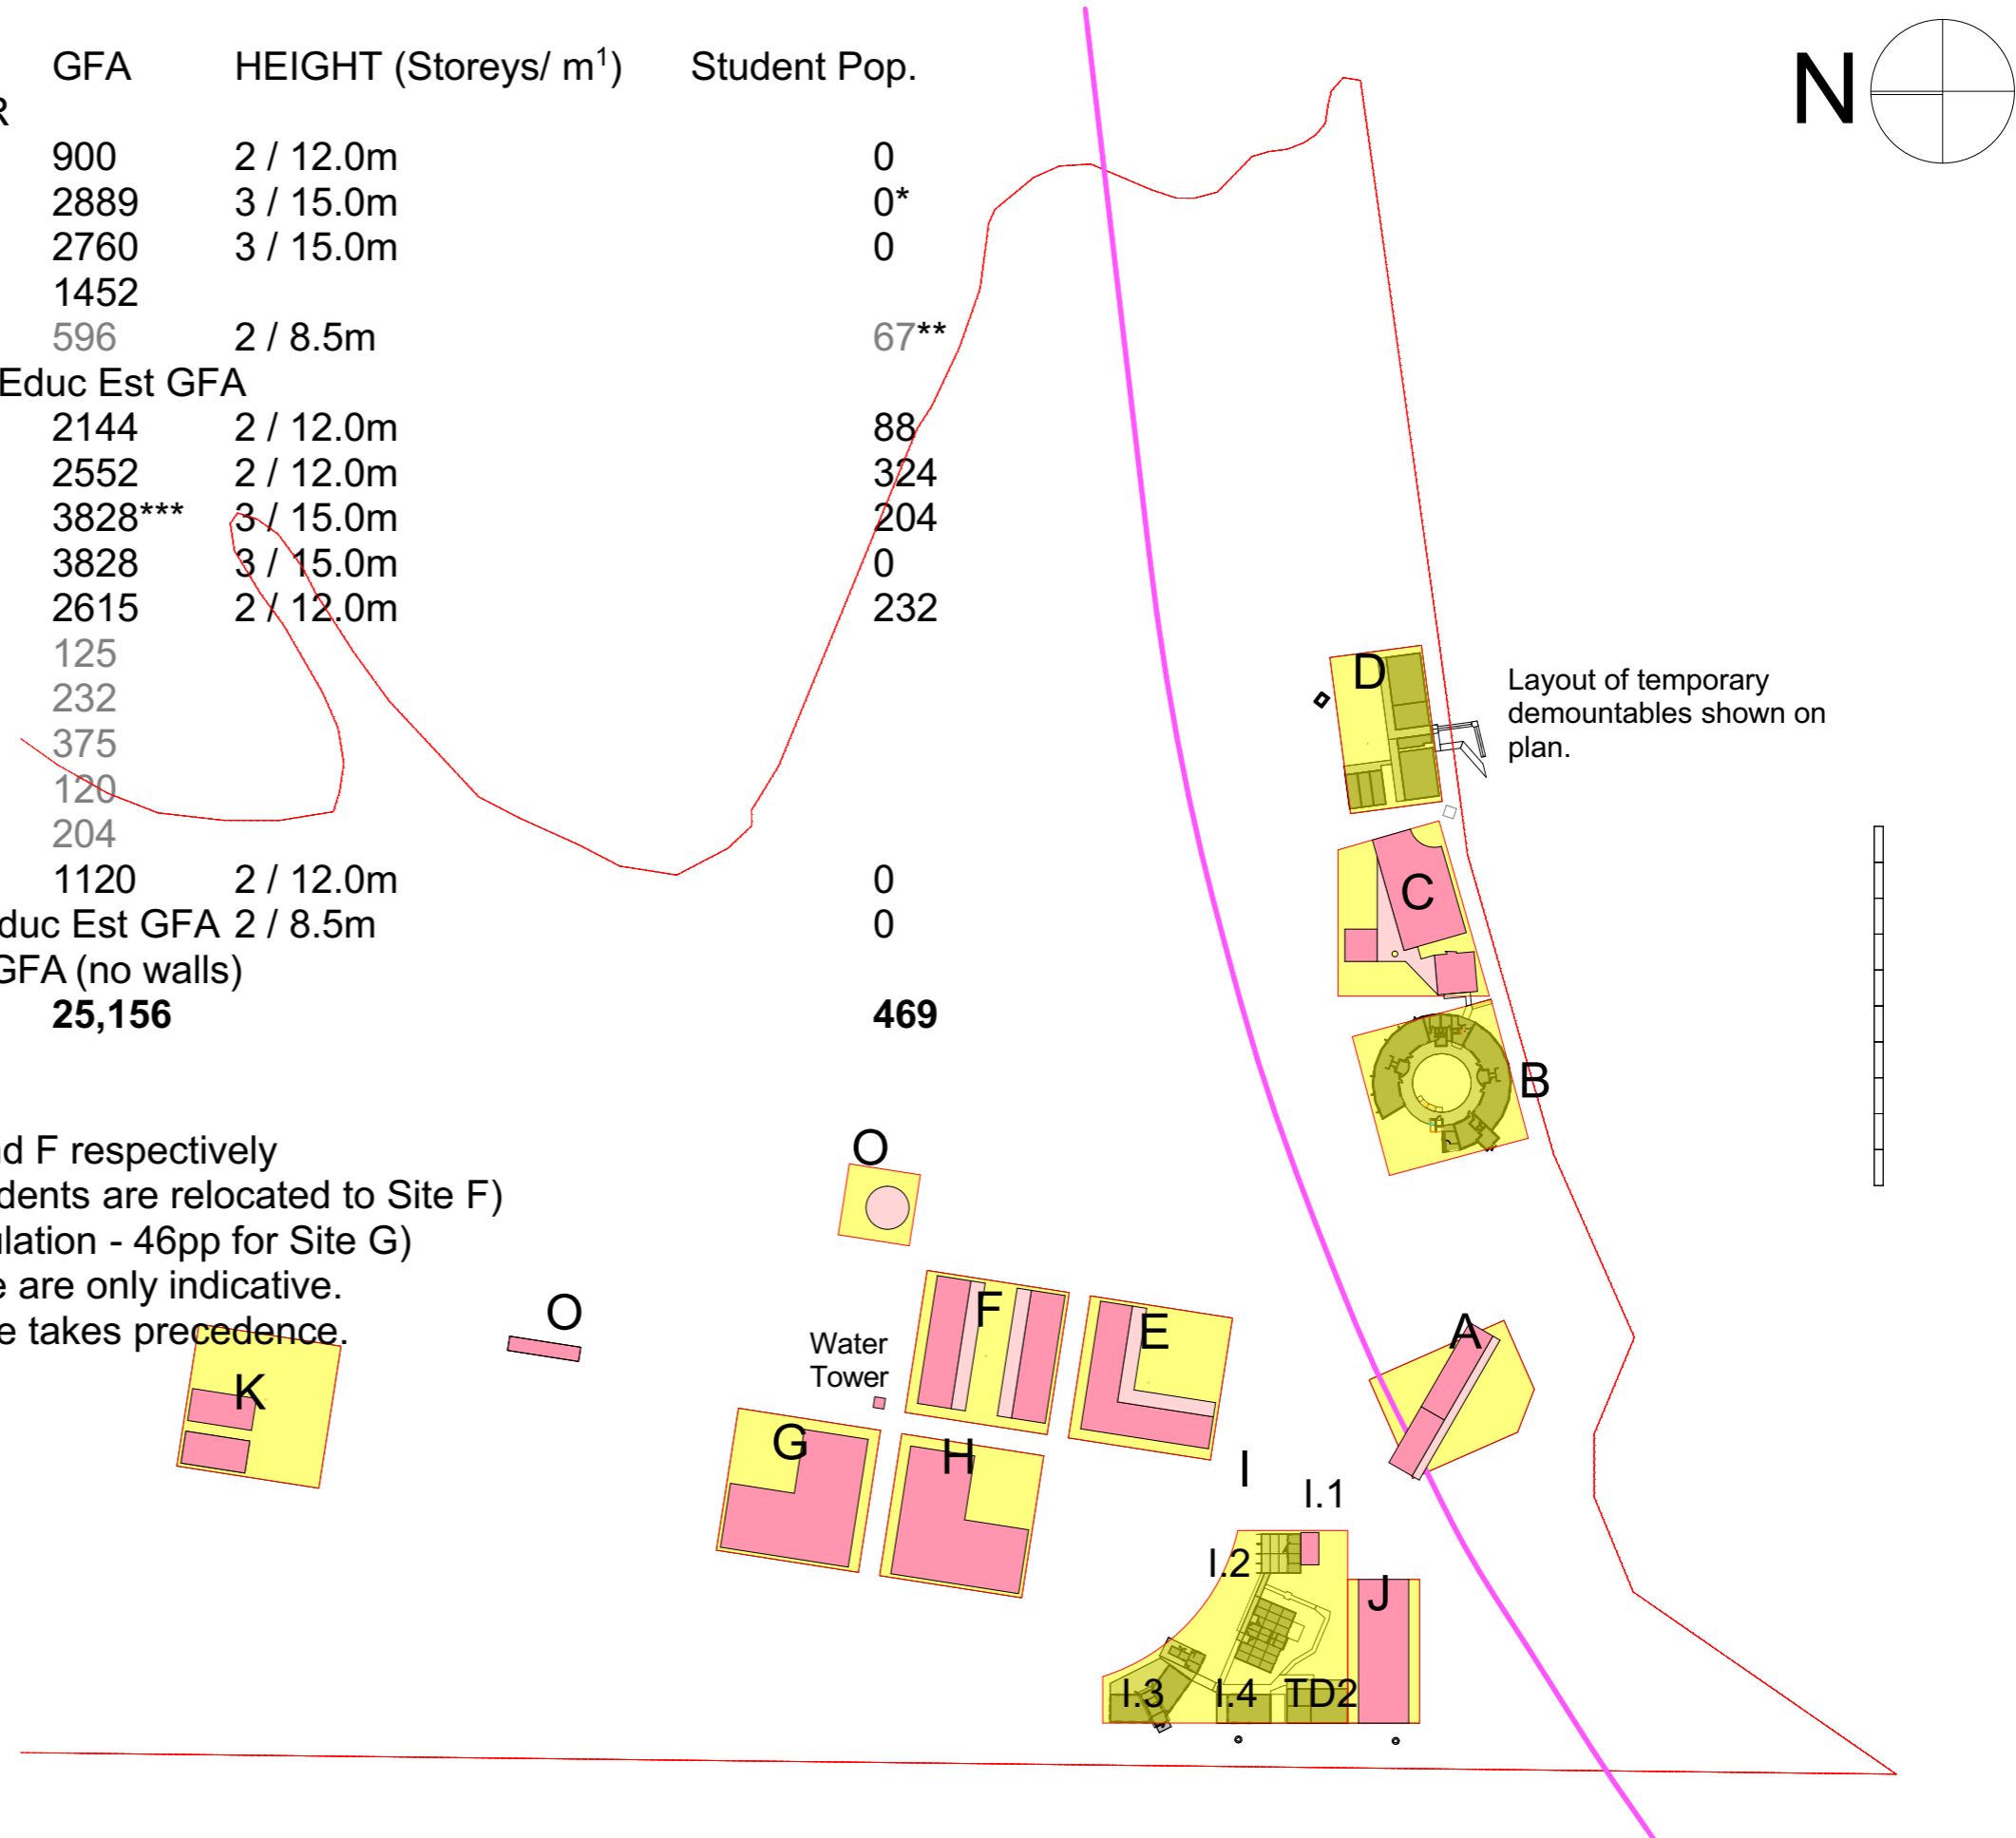 GFA HEIGHT (Storeys/ m¹) Student Pop.
R
900 2 / 12.0m 0
2889 3 / 15.0m 0*
2760 3 / 15.0m 0
1452
596 2 / 8.5m 67**
Educ Est GFA
2144 2 / 12.0m 88
2552 2 / 12.0m 324
3828*** 3 / 15.0m 204
3828 3 / 15.0m 0
2615 2 / 12.0m 232
125
232
375
120
204
1120 2 / 12.0m 0
duc Est GFA 2 / 8.5m 0
GFA (no walls)
25,156 469
nd F respectively
dents are relocated to Site F)
ulation - 46pp for Site G)
e are only indicative.
e takes precedence.
N
D
Layout of temporary
demountables shown on
plan.
C
B
O
O
Water
Tower
F
E
A
K
G
H
I
I.1
I.2
J
I.3
I.4
TD2